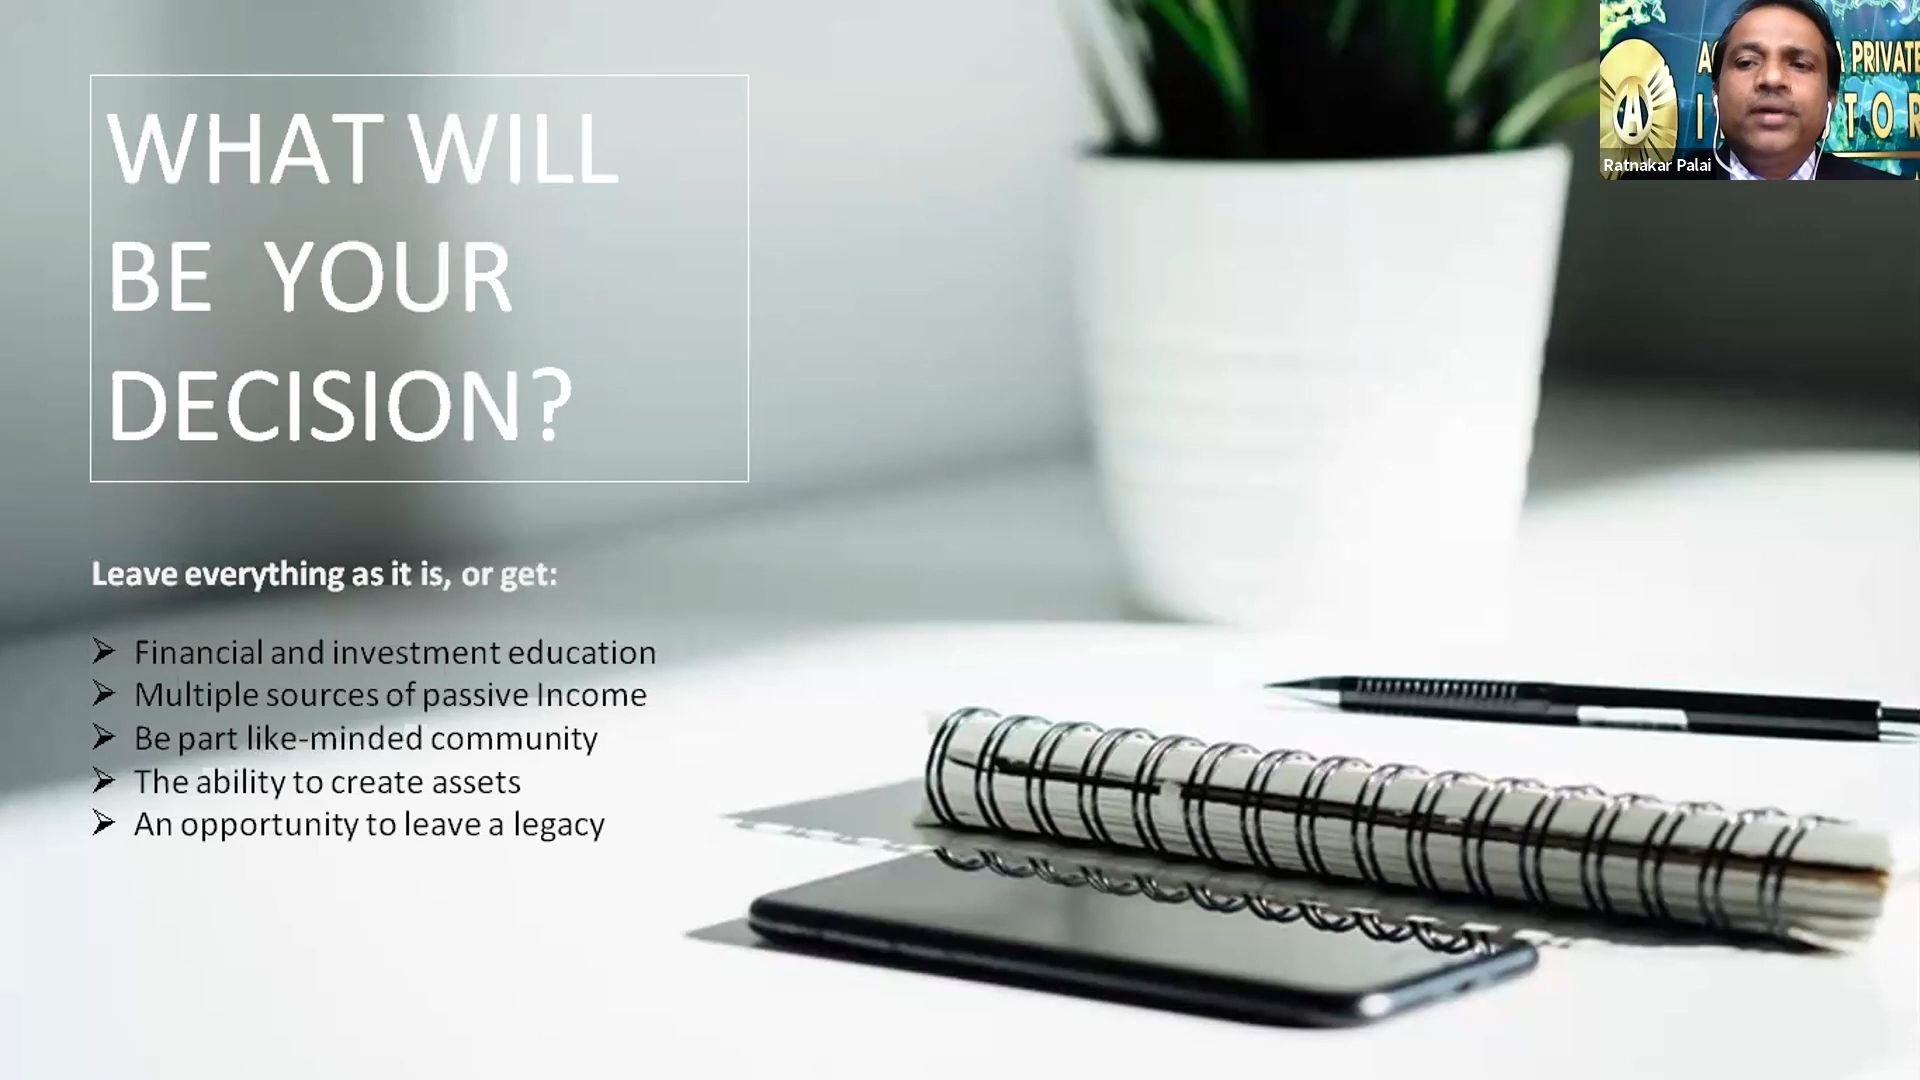 WHAT WILL
BE YOUR
DECISION?
Leave everything as it is, or get:
Financial and investment education
Multiple sources of passive Income
Be part like-minded community
The ability to create assets
An opportunity to leave a legacy
PRIVATE
Ratnakar Palai